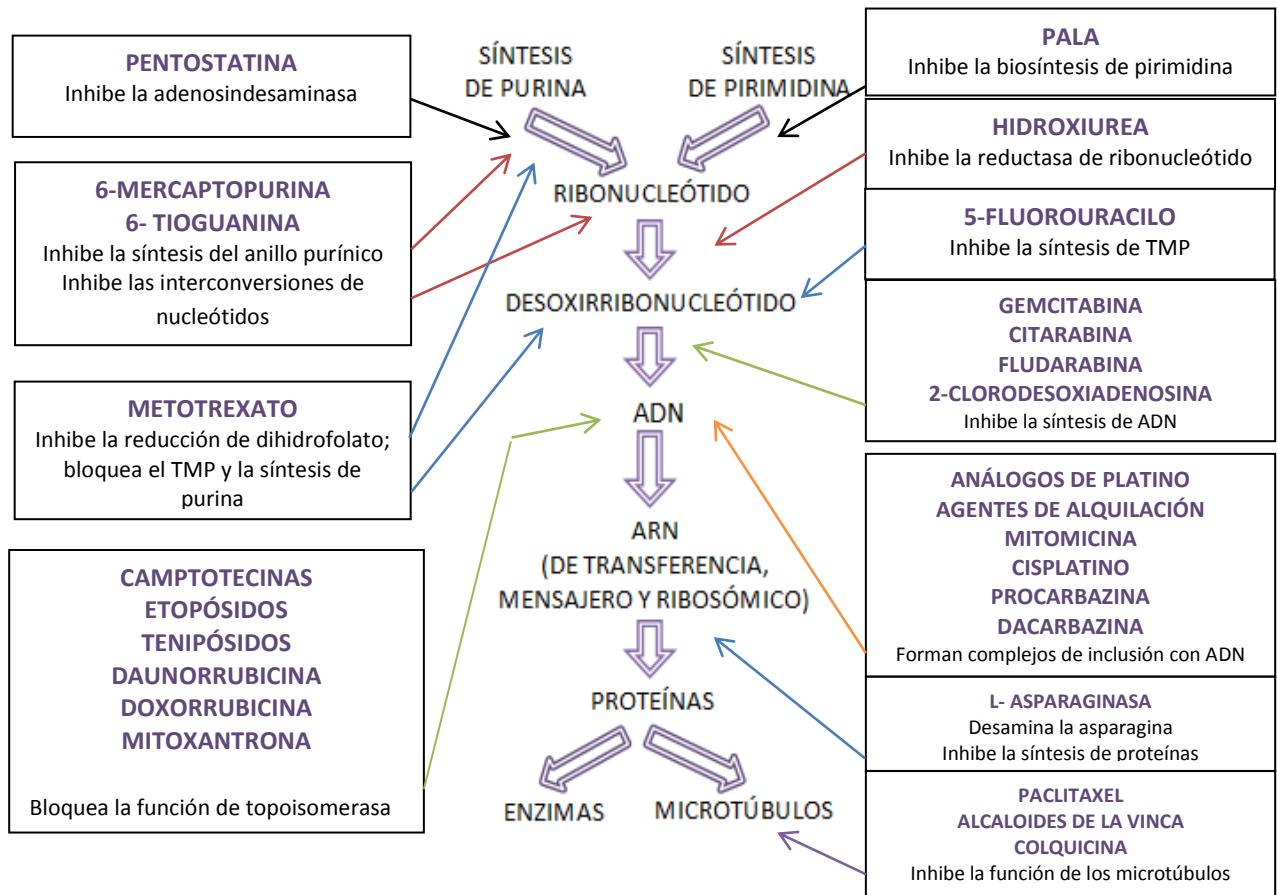 PENTOSTATINA
Inhibe la adenosindesaminasa
6-MERCAPTOPURINA
6- TIOGUANINA
Inhibe la síntesis del anillo purínico
Inhibe las interconversiones de
nucleótidos
METOTREXATO
Inhibe la reducción de dihidrofolato;
bloquea el TMP y la síntesis de
purina
CAMPTOTECINAS
ETOPÓSIDOS
TENIPÓSIDOS
DAUNORRUBICINA
DOXORRUBICINA
MITOXANTRONA
Bloquea la función de topoisomerasa
SÍNTESIS
DE PURINA
SÍNTESIS
DE PIRIMIDINA
RIBONUCLEÓTIDO
DESOXIRRIBONUCLEÓTIDO
ADN
ARN
(DE TRANSFERENCIA,
MENSAJERO Y RIBOSÓMICO)
PROTEÍNAS
ENZIMAS
MICROTÚBULOS
PALA
Inhibe la biosíntesis de pirimidina
HIDROXIUREA
Inhibe la reductasa de ribonucleótido
5-FLUOROURACILO
Inhibe la síntesis de TMP
GEMCITABINA
CITARABINA
FLUDARABINA
2-CLORODESOXIADENOSINA
Inhibe la síntesis de ADN
ANÁLOGOS DE PLATINO
AGENTES DE ALQUILACIÓN
MITOMICINA
CISPLATINO
PROCARBAZINA
DACARBAZINA
Forman complejos de inclusión con ADN
L- ASPARAGINASA
Desamina la asparagina
Inhibe la síntesis de proteínas
PACLITAXEL
ALCALOIDES DE LA VINCA
COLQUICINA
Inhibe la función de los microtúbulos